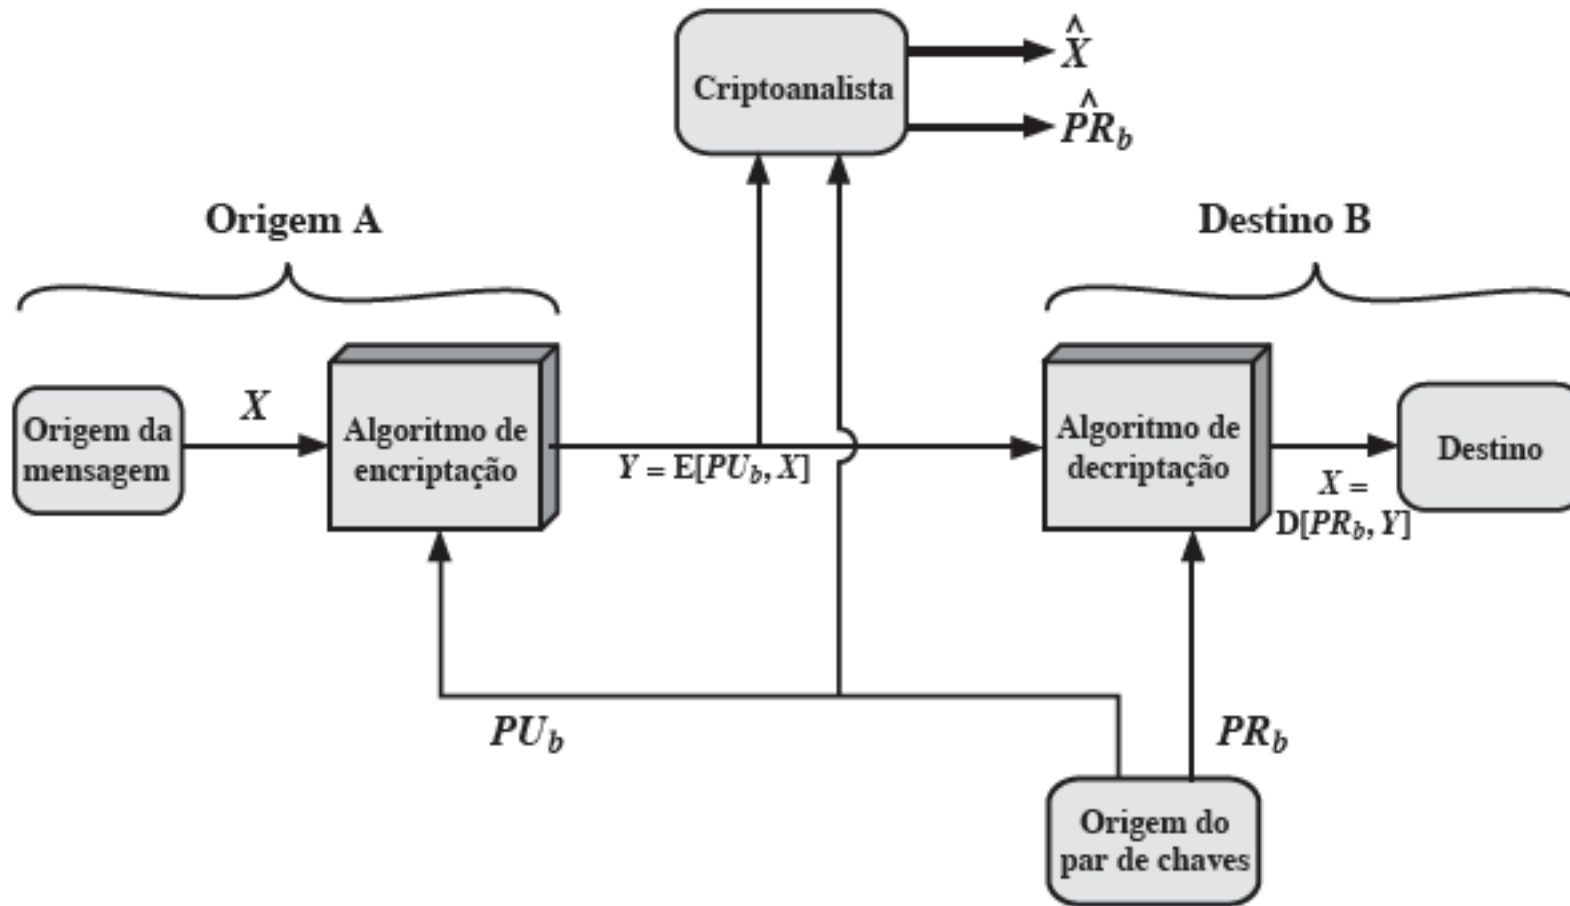 X̂
Criptoanalista
P̂R_b
Origem A
Destino B
X
Origem da
mensagem
Algoritmo de
encriptação
Y = E[PU_b, X]
Algoritmo de
decriptação
X =
D[PR_b, Y]
Destino
PU_b
PR_b
Origem do
par de chaves